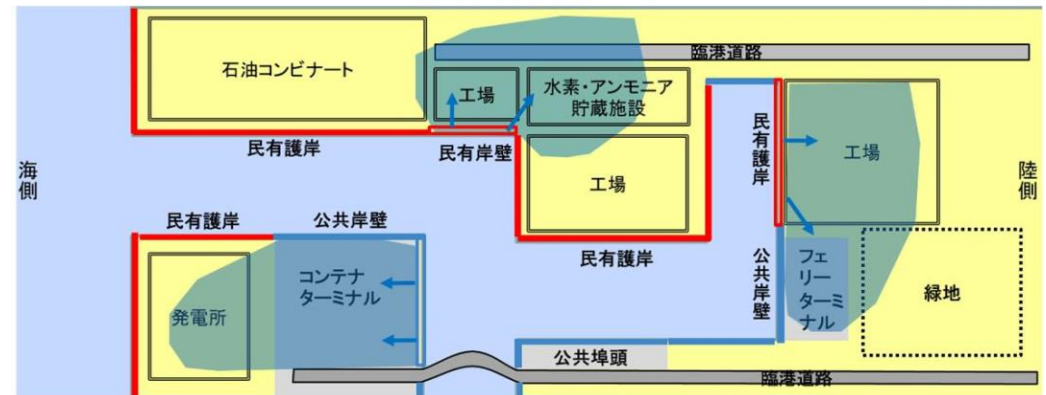 臨港道路
石油コンビナート
工場
水素・アンモニア
貯蔵施設
民有護岸
民有岸壁
民有護岸
工場
海側
陸側
工場
民有護岸
公共岸壁
民有護岸
公共岸壁
コンテナ
ターミナル
フェ
リー
ターミ
ナル
緑地
発電所
公共埠頭
臨港道路